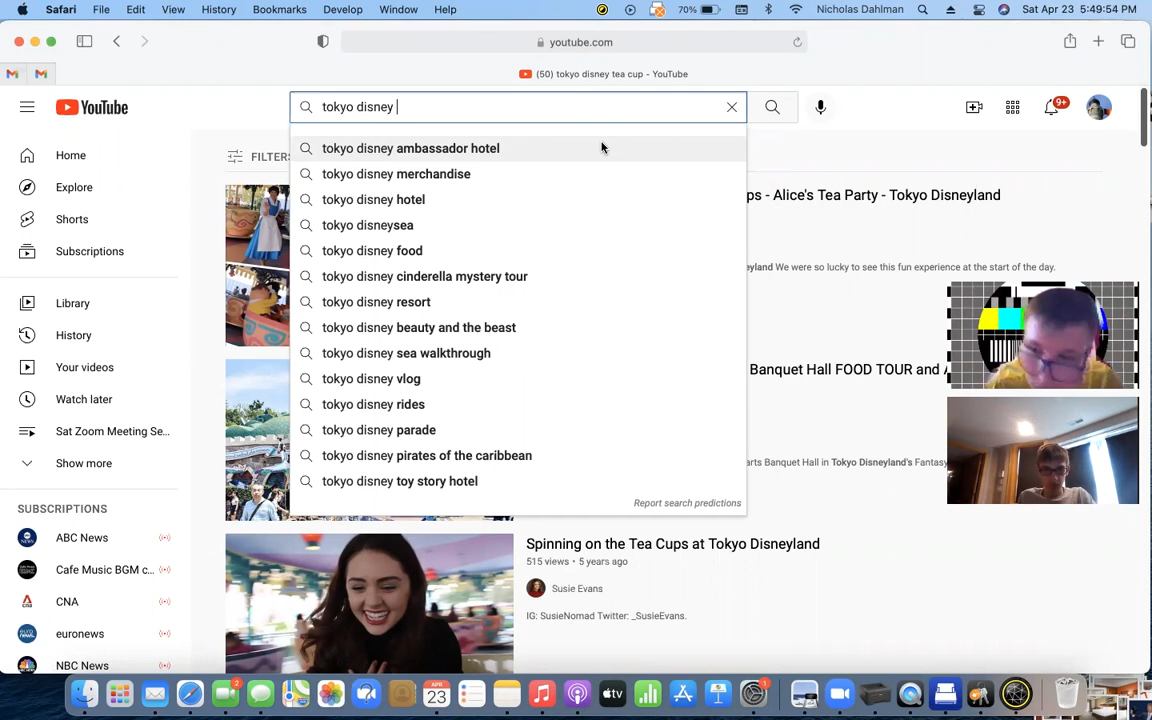 Safari File Edit View History Bookmarks Develop Window Help 70% Nicholas Dahlman Sat Apr 23 5:49:54 PM
youtube.com
(50) tokyo disney tea cup - YouTube
YouTube
tokyo disney
9+
Home
Explore
Shorts
Subscriptions
Library
History
Your videos
Watch later
Sat Zoom Meeting Se...
Show more
SUBSCRIPTIONS
ABC News
Cafe Music BGM c...
CNA
euronews
NBC News
FILTERS
tokyo disney ambassador hotel
tokyo disney merchandise
tokyo disney hotel
tokyo disneysea
tokyo disney food
tokyo disney cinderella mystery tour
tokyo disney resort
tokyo disney beauty and the beast
tokyo disney sea walkthrough
tokyo disney vlog
tokyo disney rides
tokyo disney parade
tokyo disney pirates of the caribbean
tokyo disney toy story hotel
Report search predictions
ps - Alice's Tea Party - Tokyo Disneyland
eyland We were so lucky to see this fun experience at the start of the day.
Banquet Hall FOOD TOUR and
arts Banquet Hall in Tokyo Disneyland's Fantasy
Spinning on the Tea Cups at Tokyo Disneyland
515 views • 5 years ago
Susie Evans
IG: SusieNomad Twitter: _SusieEvans.
2
APR
23
tv
1